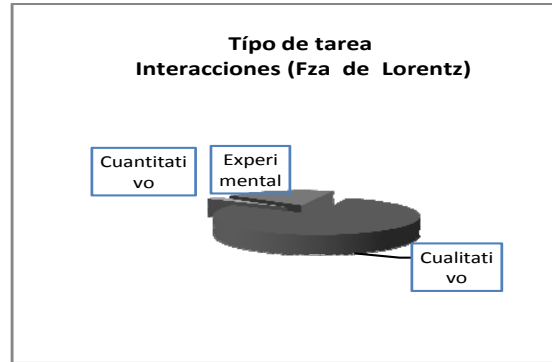 Típo de tarea
Interacciones (Fza de Lorentz)
Cuantitati
vo
Experi
mental
Cualitati
vo